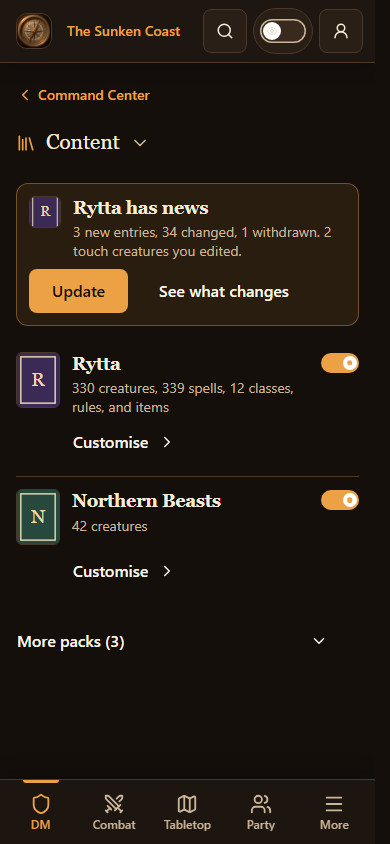 The Sunken Coast
Command Center
Content
R
Rytta has news
3 new entries, 34 changed, 1 withdrawn. 2
touch creatures you edited.
Update
See what changes
R
Rytta
330 creatures, 339 spells, 12 classes,
rules, and items
Customise
N
Northern Beasts
42 creatures
Customise
More packs (3)
DM
Combat
Tabletop
Party
More